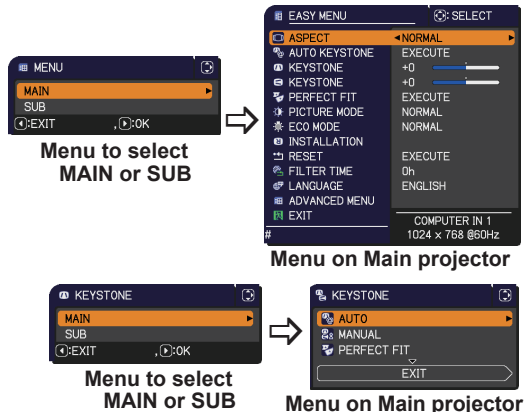 MENU
MAIN
SUB
:EXIT , :OK
Menu to select
MAIN or SUB
EASY MENU :SELECT
ASPECT NORMAL
AUTO KEYSTONE EXECUTE
KEYSTONE +0
KEYSTONE +0
PERFECT FIT EXECUTE
PICTURE MODE NORMAL
ECO MODE NORMAL
INSTALLATION
RESET EXECUTE
FILTER TIME 0h
LANGUAGE ENGLISH
ADVANCED MENU
EXIT
COMPUTER IN 1
# 1024 x 768 @60Hz
Menu on Main projector
KEYSTONE
MAIN
SUB
:EXIT , :OK
Menu to select
MAIN or SUB
KEYSTONE
AUTO
MANUAL
PERFECT FIT
EXIT
Menu on Main projector